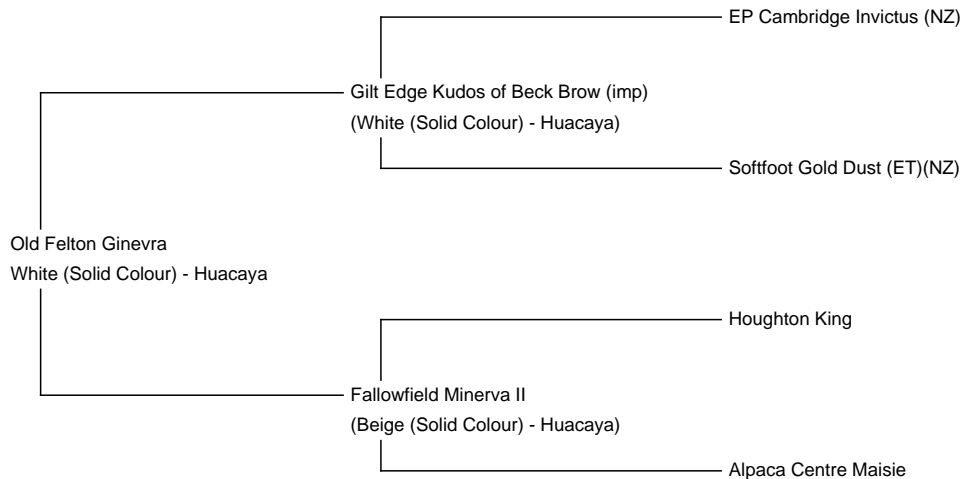 EP Cambridge Invictus (NZ)
Gilt Edge Kudos of Beck Brow (imp)
(White (Solid Colour) - Huacaya)
Softfoot Gold Dust (ET)(NZ)
Old Felton Ginevra
White (Solid Colour) - Huacaya
Houghton King
Fallowfield Minerva II
(Beige (Solid Colour) - Huacaya)
Alpaca Centre Maisie